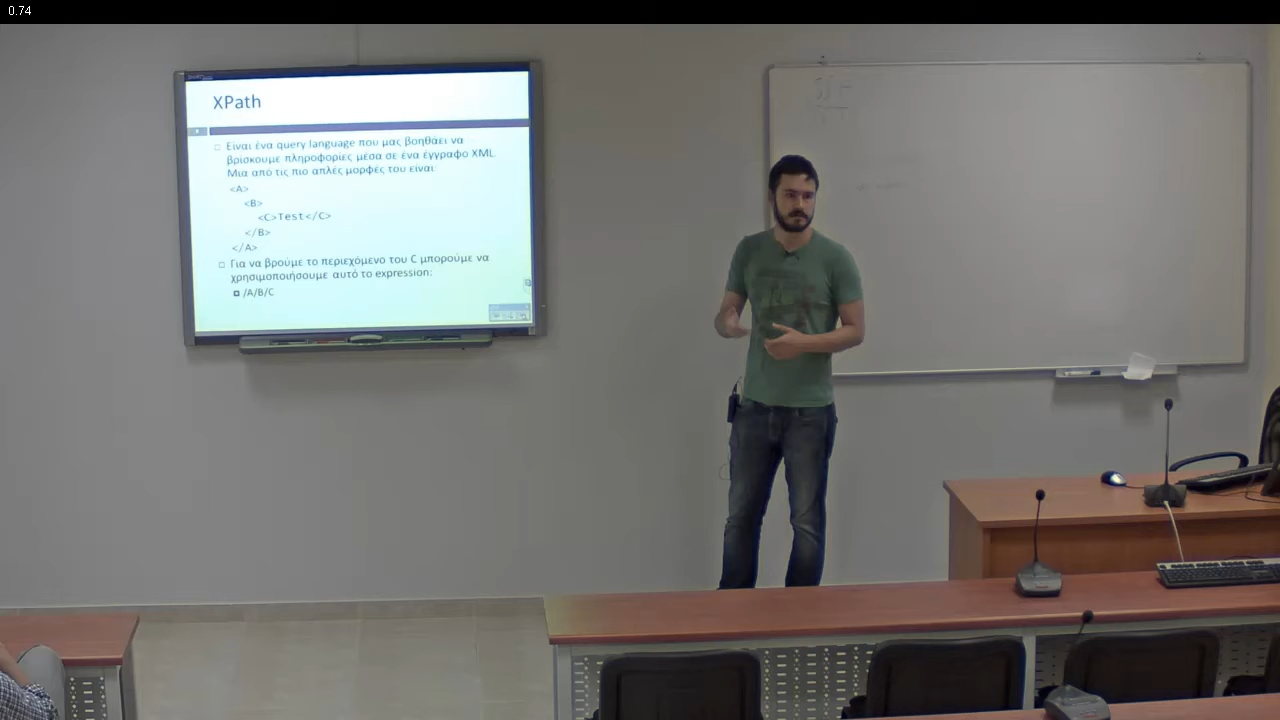 0.74
XPath
Είναι ένα query language που μας βοηθάει να
βρίσκουμε πληροφορίες μέσα σε ένα έγγραφο XML.
Μια από τις πιο απλές μορφές του είναι:
<A>
<B>
<C>Test</C>
</B>
</A>
Για να βρούμε το περιεχόμενο του C μπορούμε να
χρησιμοποιήσουμε αυτό το expression:
/A/B/C